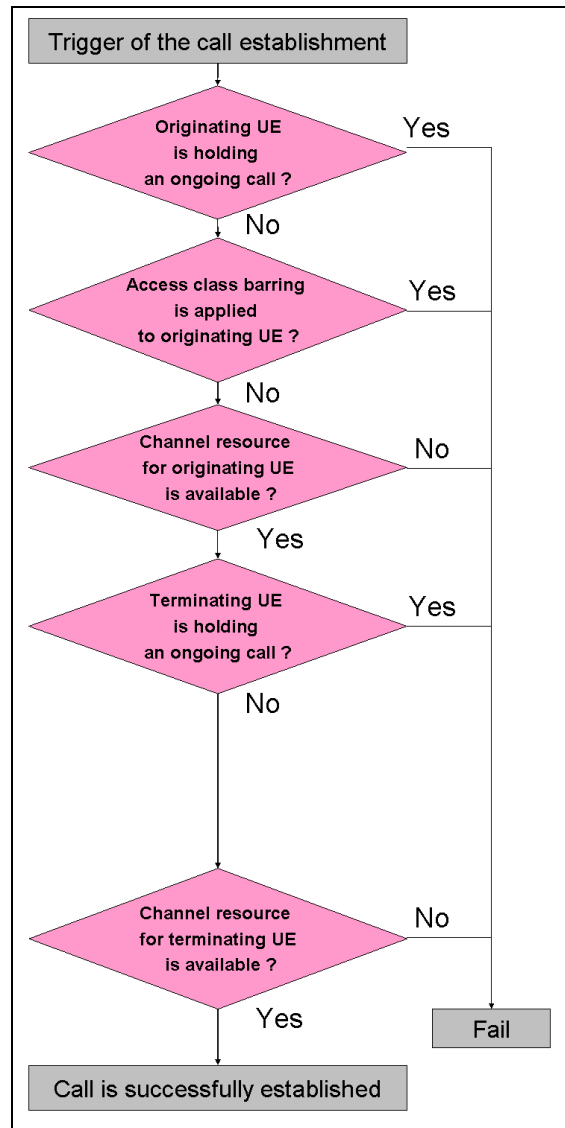 Trigger of the call establishment
Originating UE
is holding
an ongoing call ?
Yes
No
Access class barring
is applied
to originating UE ?
Yes
No
Channel resource
for originating UE
is available ?
No
Yes
Terminating UE
is holding
an ongoing call ?
Yes
No
Channel resource
for terminating UE
is available ?
No
Yes
Fail
Call is successfully established